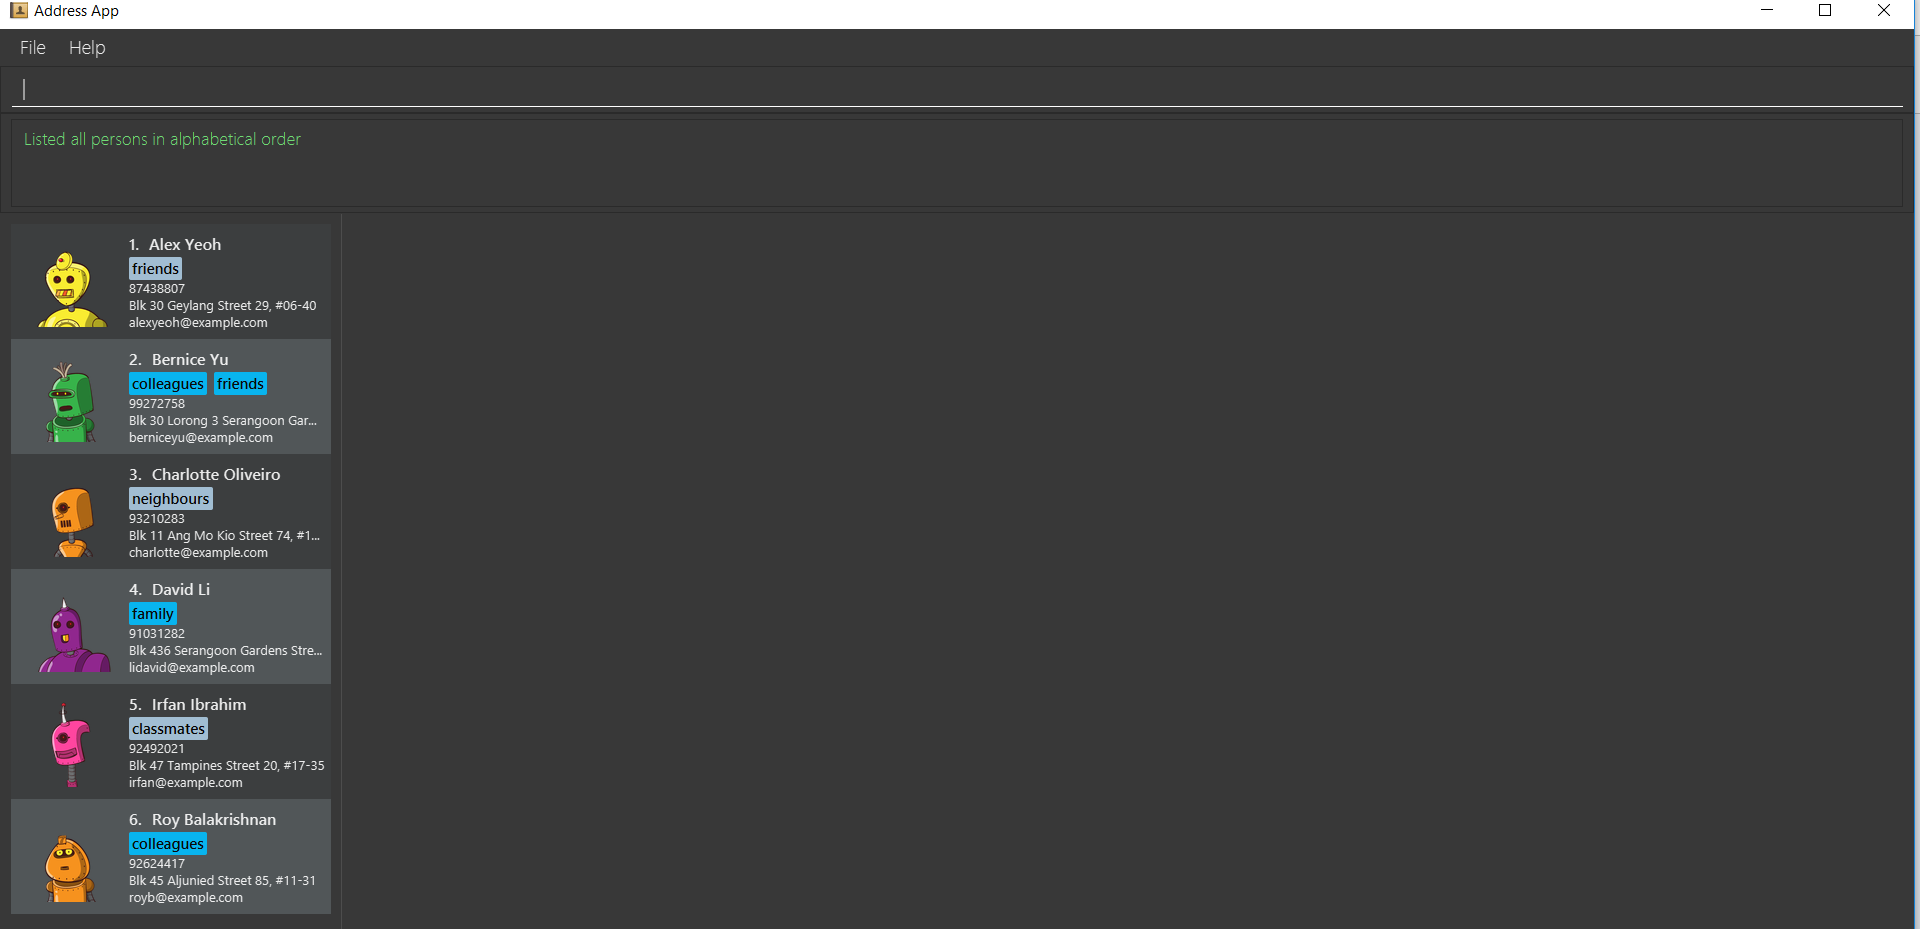 Address App
File Help
Listed all persons in alphabetical order
1. Alex Yeoh
friends
87438807
Blk 30 Geylang Street 29, #06-40
alexyeoh@example.com
2. Bernice Yu
colleagues friends
99272758
Blk 30 Lorong 3 Serangoon Gar...
berniceyu@example.com
3. Charlotte Oliveiro
neighbours
93210283
Blk 11 Ang Mo Kio Street 74, #1...
charlotte@example.com
4. David Li
family
91031282
Blk 436 Serangoon Gardens Stre...
lidavid@example.com
5. Irfan Ibrahim
classmates
92492021
Blk 47 Tampines Street 20, #17-35
irfan@example.com
6. Roy Balakrishnan
colleagues
92624417
Blk 45 Aljunied Street 85, #11-31
royb@example.com